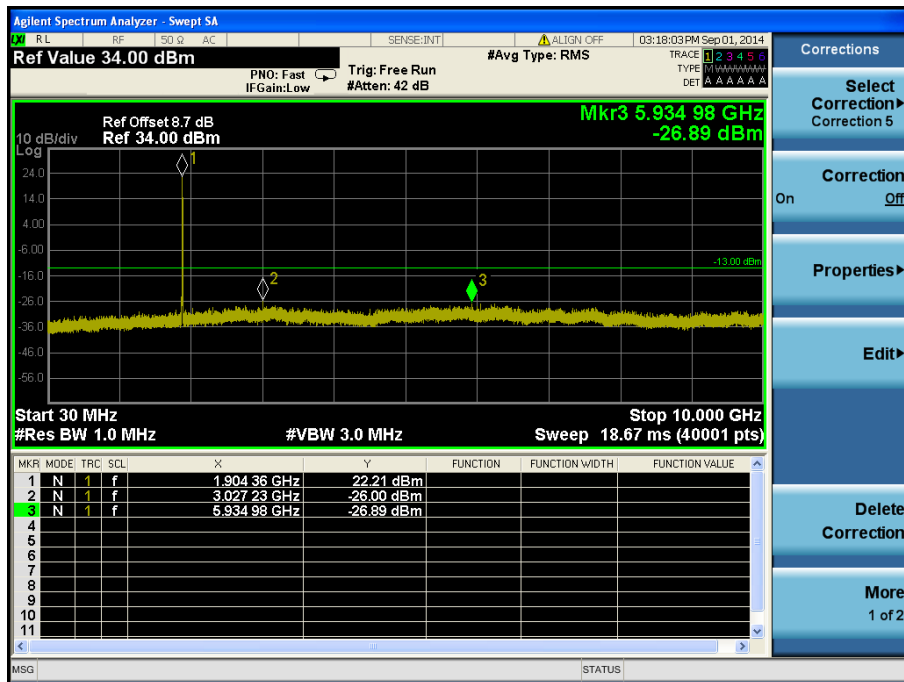 Agilent Spectrum Analyzer - Swept SA
LXI RL RF 50 Ω AC SENSE:INT ALIGN OFF 03:18:03 PM Sep 01, 2014
Ref Value 34.00 dBm
PNO: Fast
IFGain:Low
Trig: Free Run
#Atten: 42 dB
#Avg Type: RMS
TRACE 1 2 3 4 5 6
TYPE M WWWWW
DET A A A A A A
Mkr3 5.934 98 GHz
-26.89 dBm
Ref Offset 8.7 dB
10 dB/div Ref 34.00 dBm
Log
1
24.0
14.0
4.00
-6.00
-13.00 dBm
-16.0
2
3
-26.0
-36.0
-46.0
-56.0
Start 30 MHz Stop 10.000 GHz
#Res BW 1.0 MHz #VBW 3.0 MHz Sweep 18.67 ms (40001 pts)
MKR MODE TRC SCL X Y FUNCTION FUNCTION WIDTH FUNCTION VALUE
1 N 1 f 1.904 36 GHz 22.21 dBm
2 N 1 f 3.027 23 GHz -26.00 dBm
3 N 1 f 5.934 98 GHz -26.89 dBm
4
5
6
7
8
9
10
11
MSG STATUS
Corrections
Select
Correction
Correction 5
Correction
On Off
Properties
Edit
Delete
Correction
More
1 of 2